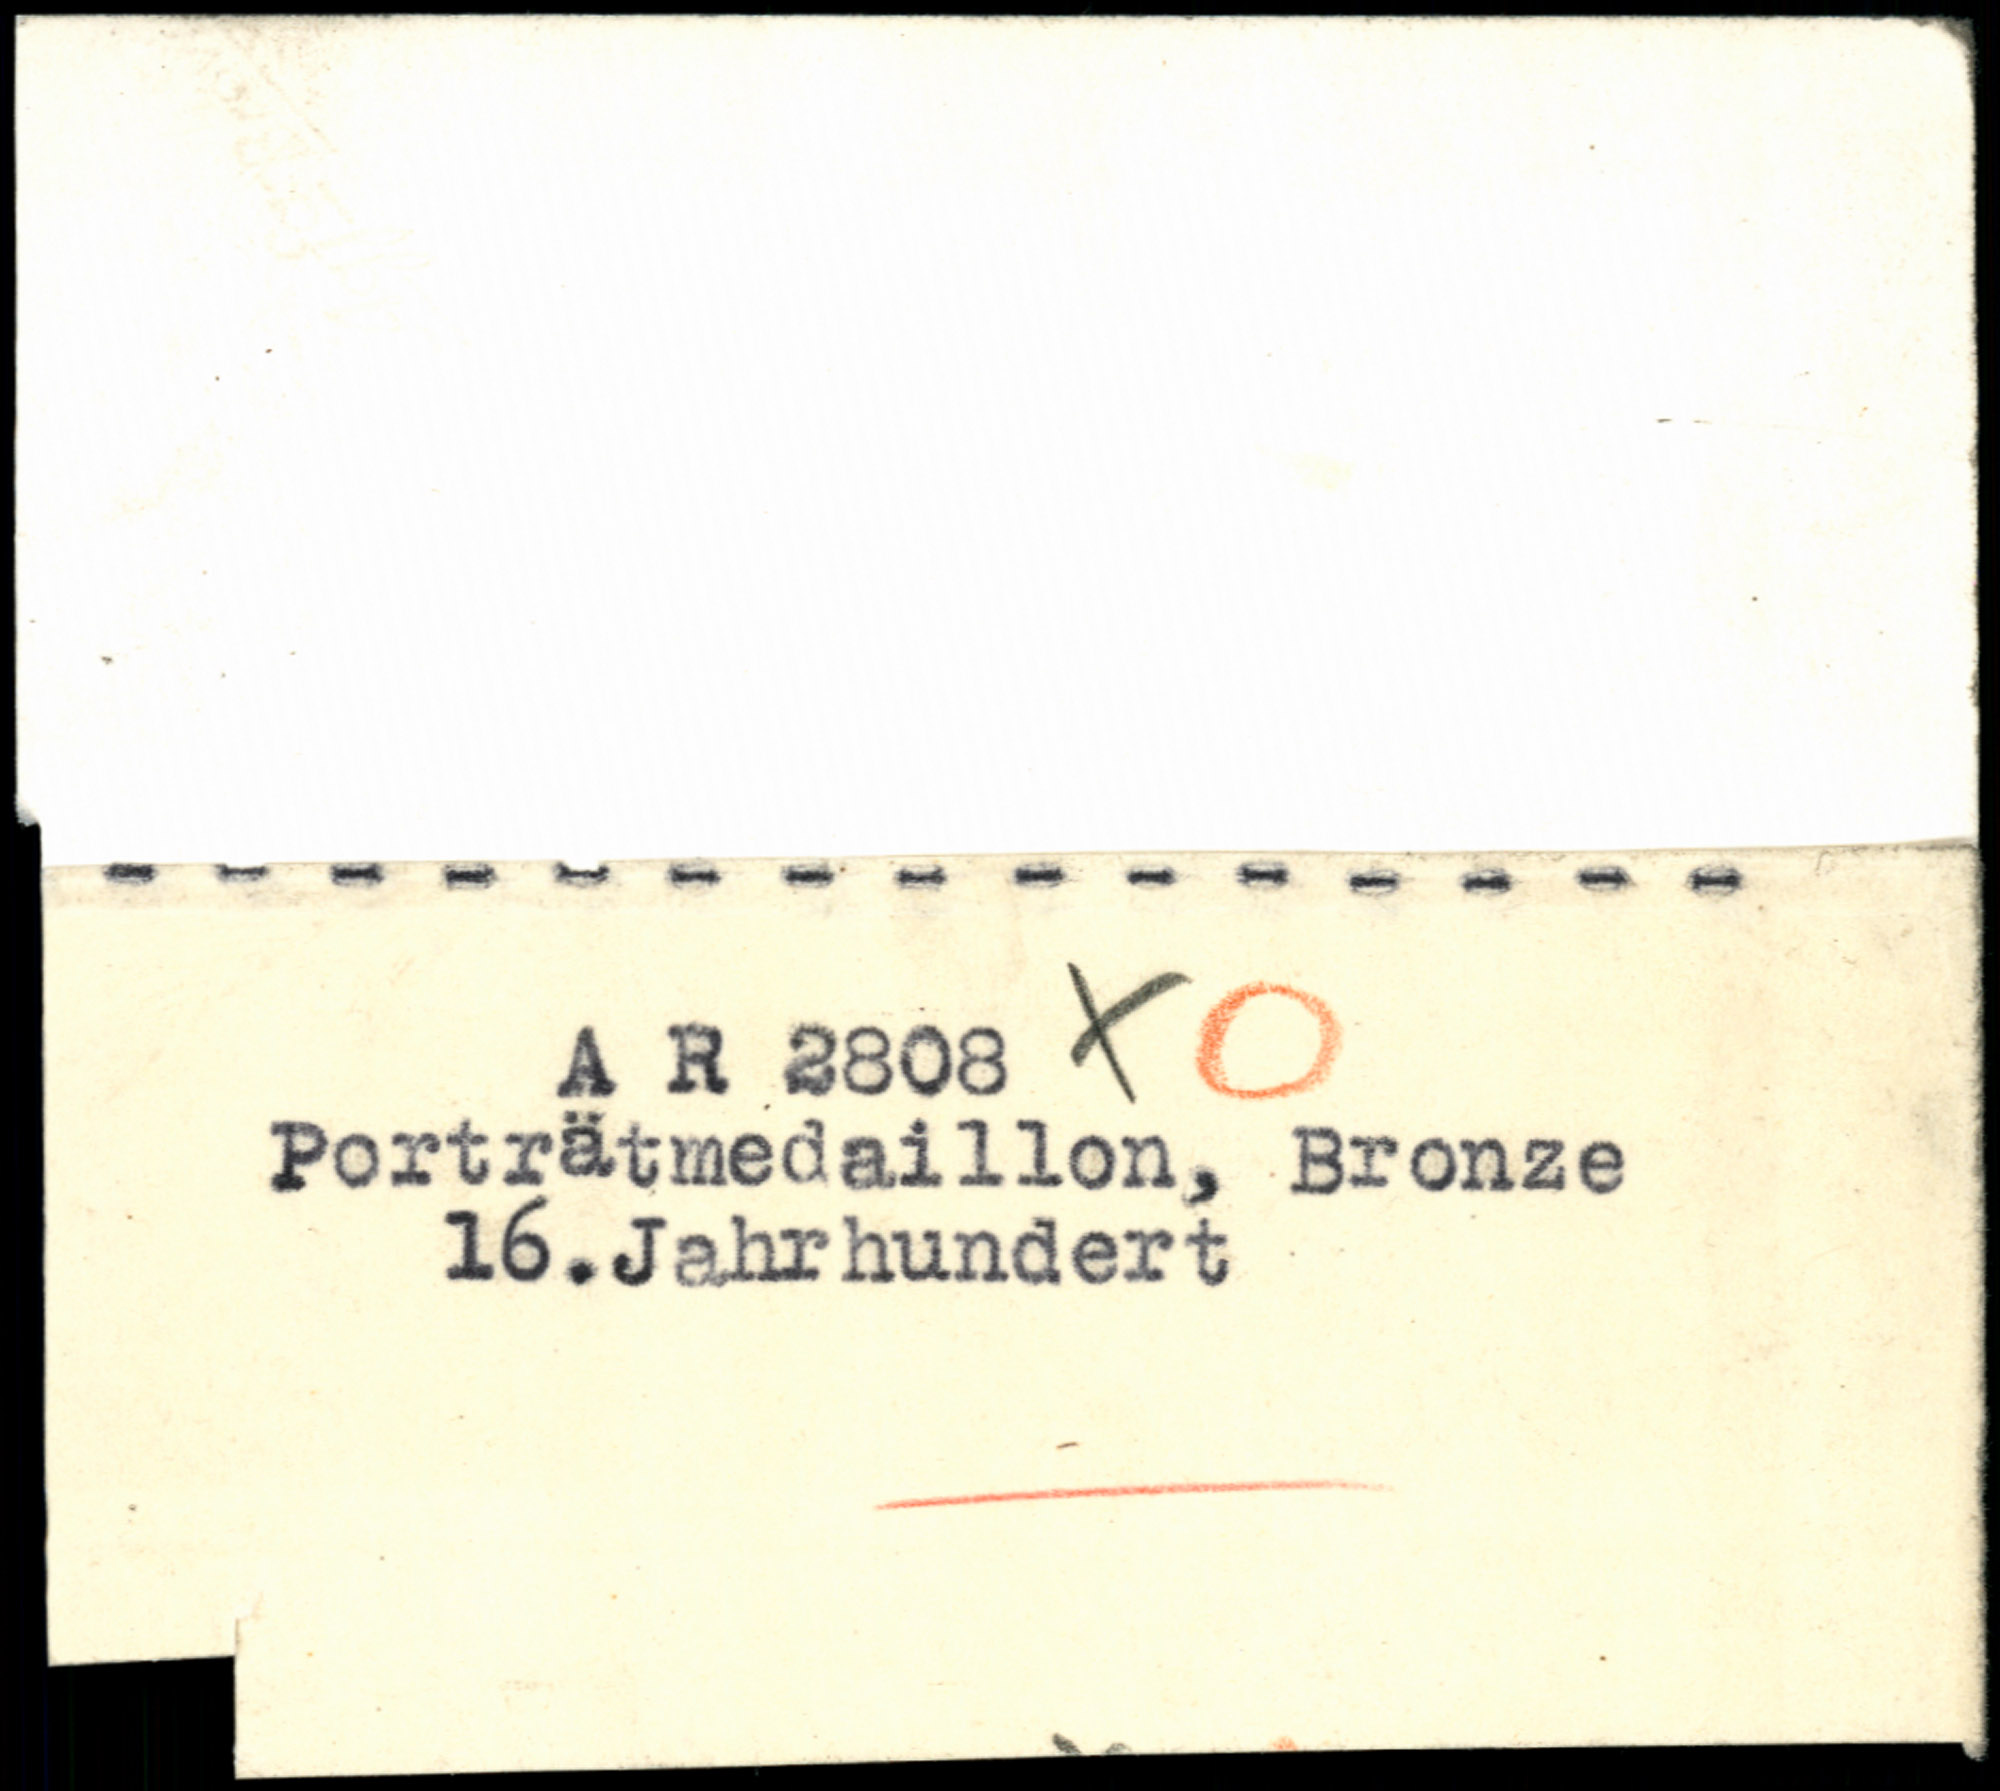 - - - - - - - - - - - - - - -
A R 2808 X O
Porträtmedaillon, Bronze
16.Jahrhundert